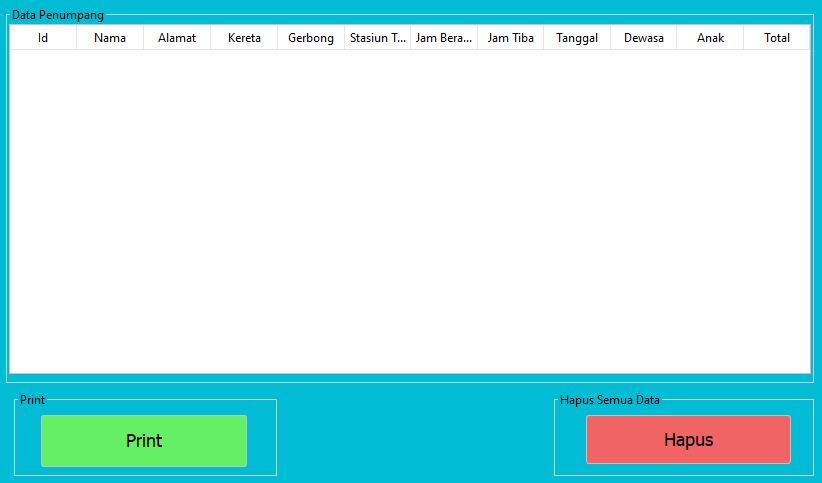 Data Penumpang
Id Nama Alamat Kereta Gerbong Stasiun T... Jam Bera... Jam Tiba Tanggal Dewasa Anak Total
Print Hapus Semua Data
Print Hapus